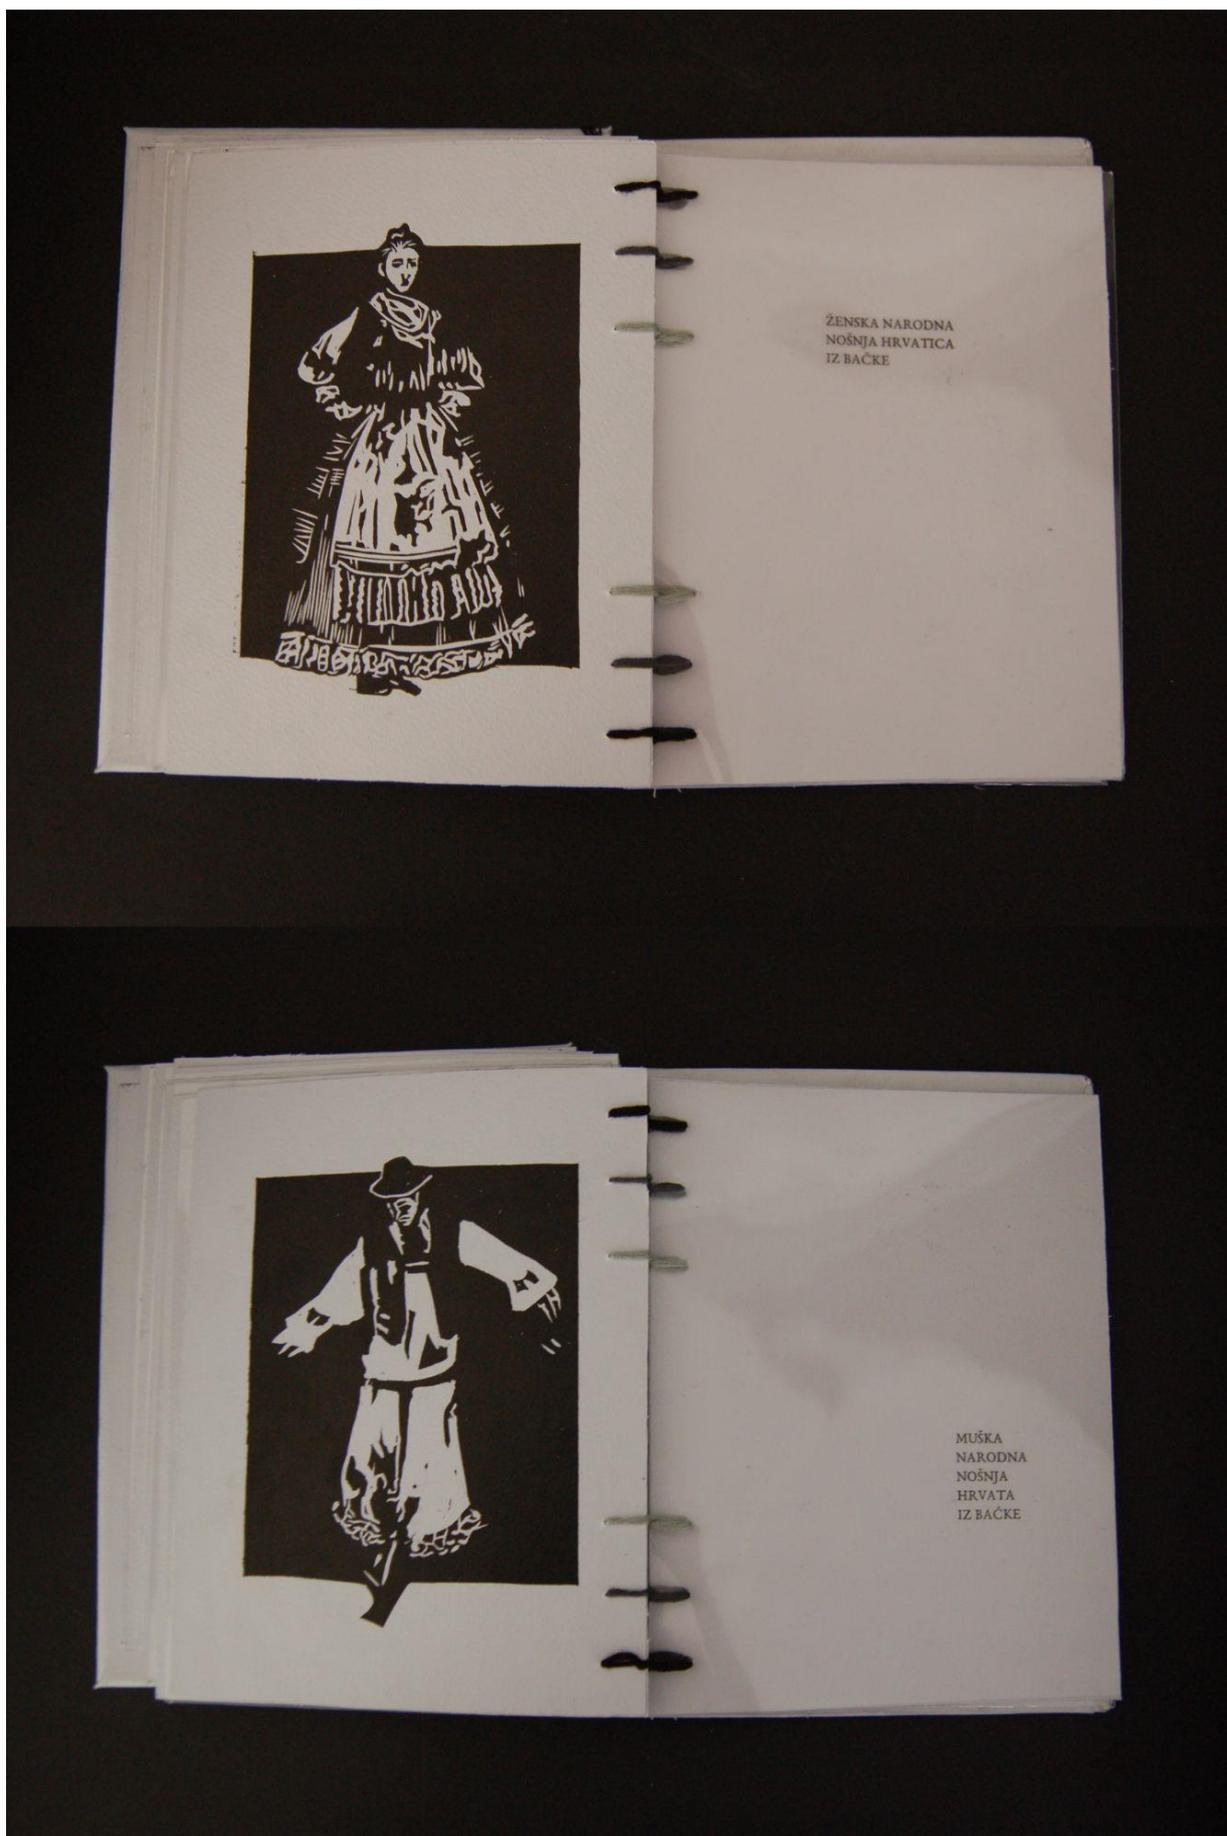 ŽENSKA NARODNA
NOŠNJA HRVATICA
IZ BAČKE
MUŠKA
NARODNA
NOŠNJA
HRVATA
IZ BAČKE